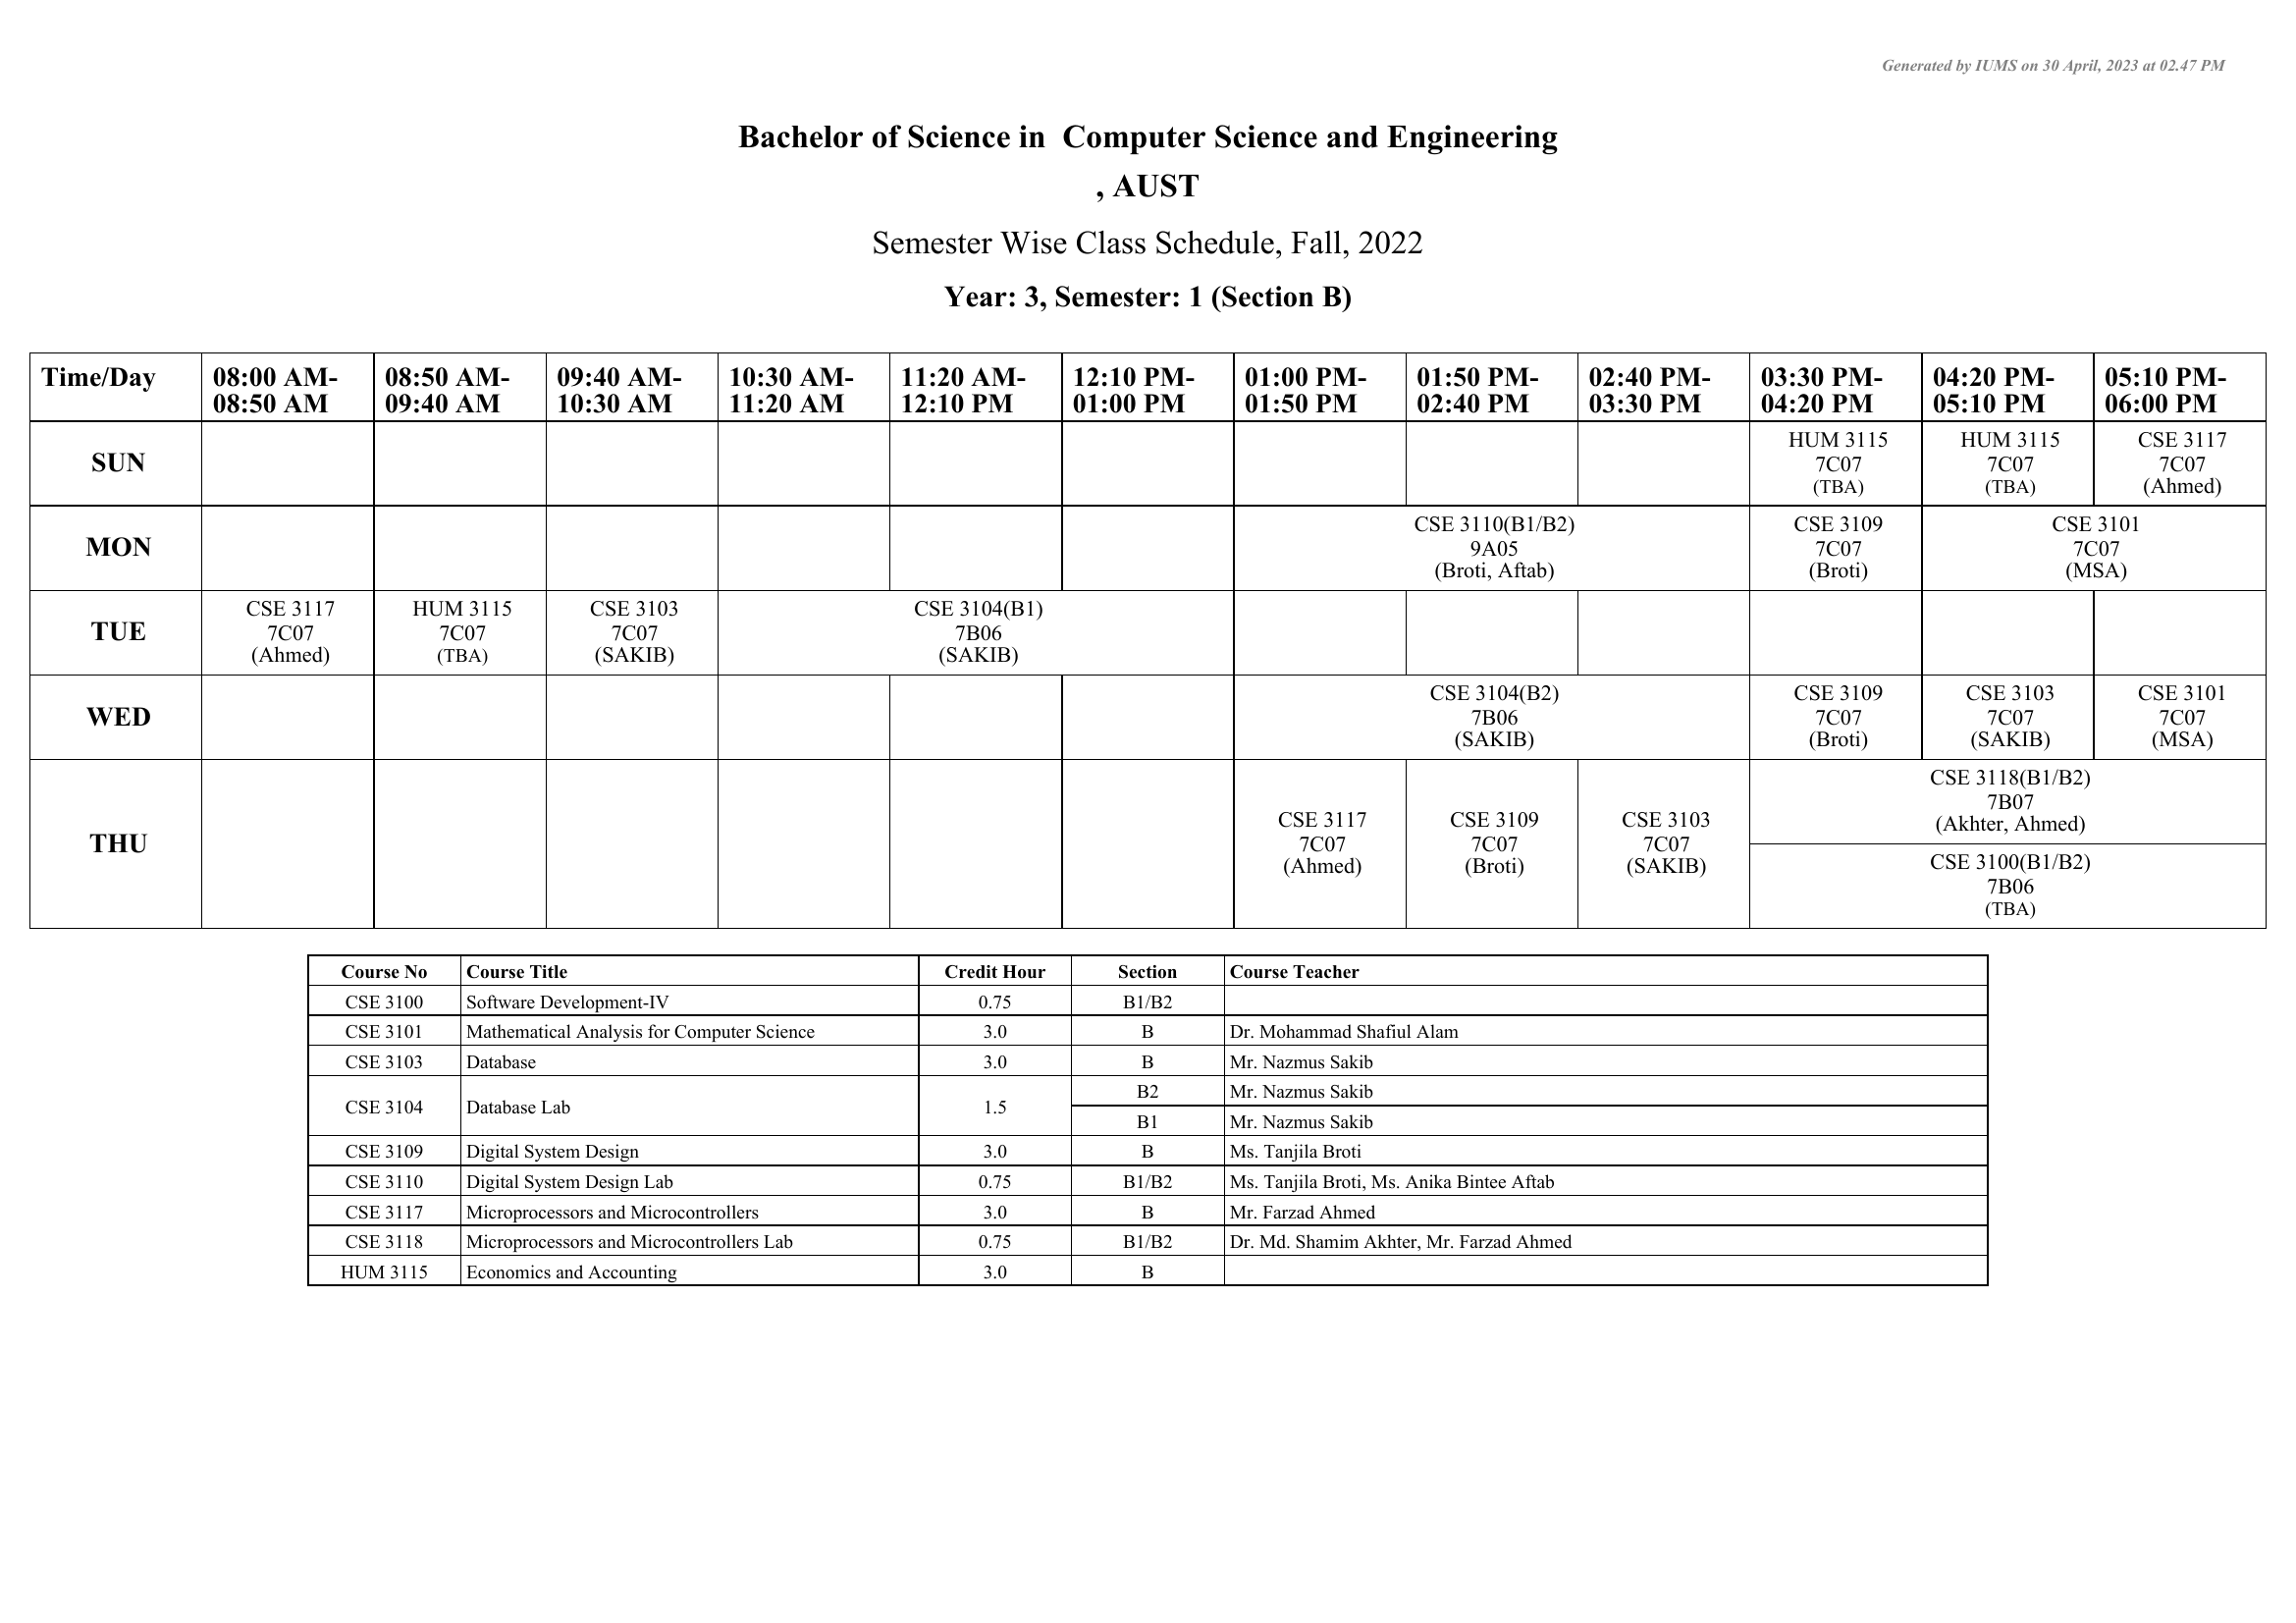 Generated by IUMS on 30 April, 2023 at 02.47 PM
Bachelor of Science in  Computer Science and Engineering
, AUST
Semester Wise Class Schedule, Fall, 2022
Year: 3, Semester: 1 (Section B)
Time/Day 08:00 AM- 08:50 AM- 09:40 AM- 10:30 AM- 11:20 AM- 12:10 PM- 01:00 PM- 01:50 PM- 02:40 PM- 03:30 PM- 04:20 PM- 05:10 PM-
08:50 AM 09:40 AM 10:30 AM 11:20 AM 12:10 PM 01:00 PM 01:50 PM 02:40 PM 03:30 PM 04:20 PM 05:10 PM 06:00 PM
SUN
HUM 3115 HUM 3115 CSE 3117
7C07 7C07 7C07
(TBA) (TBA) (Ahmed)
MON
CSE 3110(B1/B2) CSE 3109 CSE 3101
9A05 7C07 7C07
(Broti, Aftab) (Broti) (MSA)
TUE
CSE 3117 HUM 3115 CSE 3103 CSE 3104(B1)
7C07 7C07 7C07 7B06
(Ahmed) (TBA) (SAKIB) (SAKIB)
WED
CSE 3104(B2) CSE 3109 CSE 3103 CSE 3101
7B06 7C07 7C07 7C07
(SAKIB) (Broti) (SAKIB) (MSA)
THU
CSE 3117 CSE 3109 CSE 3103
7C07 7C07 7C07
(Ahmed) (Broti) (SAKIB)
CSE 3118(B1/B2)
7B07
(Akhter, Ahmed)
CSE 3100(B1/B2)
7B06
(TBA)
Course No Course Title Credit Hour Section Course Teacher
CSE 3100 Software Development-IV 0.75 B1/B2
CSE 3101 Mathematical Analysis for Computer Science 3.0 B Dr. Mohammad Shafiul Alam
CSE 3103 Database 3.0 B Mr. Nazmus Sakib
CSE 3104 Database Lab 1.5 B2 Mr. Nazmus Sakib
B1 Mr. Nazmus Sakib
CSE 3109 Digital System Design 3.0 B Ms. Tanjila Broti
CSE 3110 Digital System Design Lab 0.75 B1/B2 Ms. Tanjila Broti, Ms. Anika Bintee Aftab
CSE 3117 Microprocessors and Microcontrollers 3.0 B Mr. Farzad Ahmed
CSE 3118 Microprocessors and Microcontrollers Lab 0.75 B1/B2 Dr. Md. Shamim Akhter, Mr. Farzad Ahmed
HUM 3115 Economics and Accounting 3.0 B